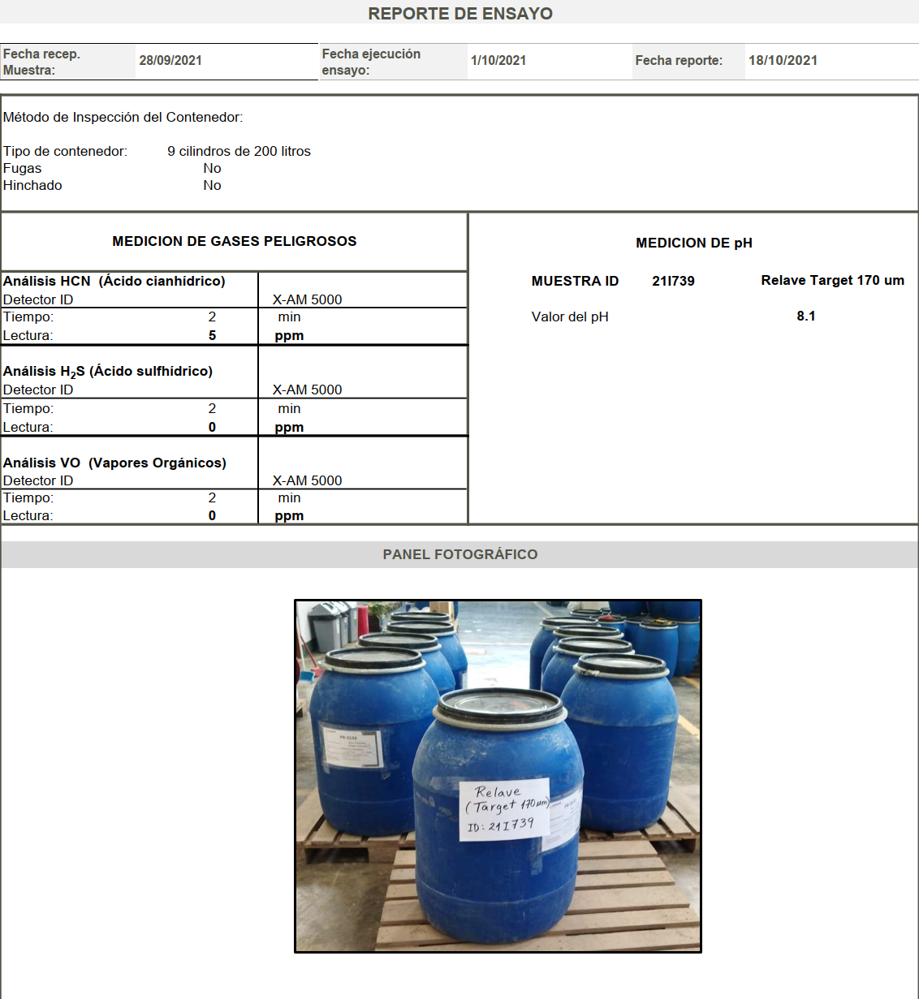 REPORTE DE ENSAYO
Fecha recep. Muestra: 28/09/2021 Fecha ejecución ensayo: 1/10/2021 Fecha reporte: 18/10/2021
Método de Inspección del Contenedor:
Tipo de contenedor: 9 cilindros de 200 litros
Fugas No
Hinchado No
MEDICION DE GASES PELIGROSOS
Análisis HCN (Ácido cianhídrico)
Detector ID X-AM 5000
Tiempo: 2 min
Lectura: 5 ppm
Análisis H₂S (Ácido sulfhídrico)
Detector ID X-AM 5000
Tiempo: 2 min
Lectura: 0 ppm
Análisis VO (Vapores Orgánicos)
Detector ID X-AM 5000
Tiempo: 2 min
Lectura: 0 ppm
MEDICION DE pH
MUESTRA ID 21I739 Relave Target 170 um
Valor del pH 8.1
PANEL FOTOGRÁFICO
Relave
(Target 170um)
ID: 21I739